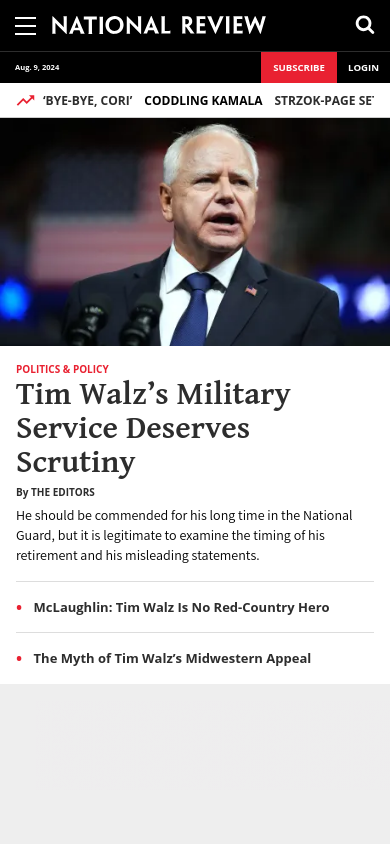 NATIONAL REVIEW
Aug. 9, 2024
SUBSCRIBE
LOGIN
‘BYE-BYE, CORI’ CODDLING KAMALA STRZOK-PAGE SET
POLITICS & POLICY
Tim Walz’s Military
Service Deserves
Scrutiny
By THE EDITORS
He should be commended for his long time in the National
Guard, but it is legitimate to examine the timing of his
retirement and his misleading statements.
• McLaughlin: Tim Walz Is No Red-Country Hero
• The Myth of Tim Walz’s Midwestern Appeal